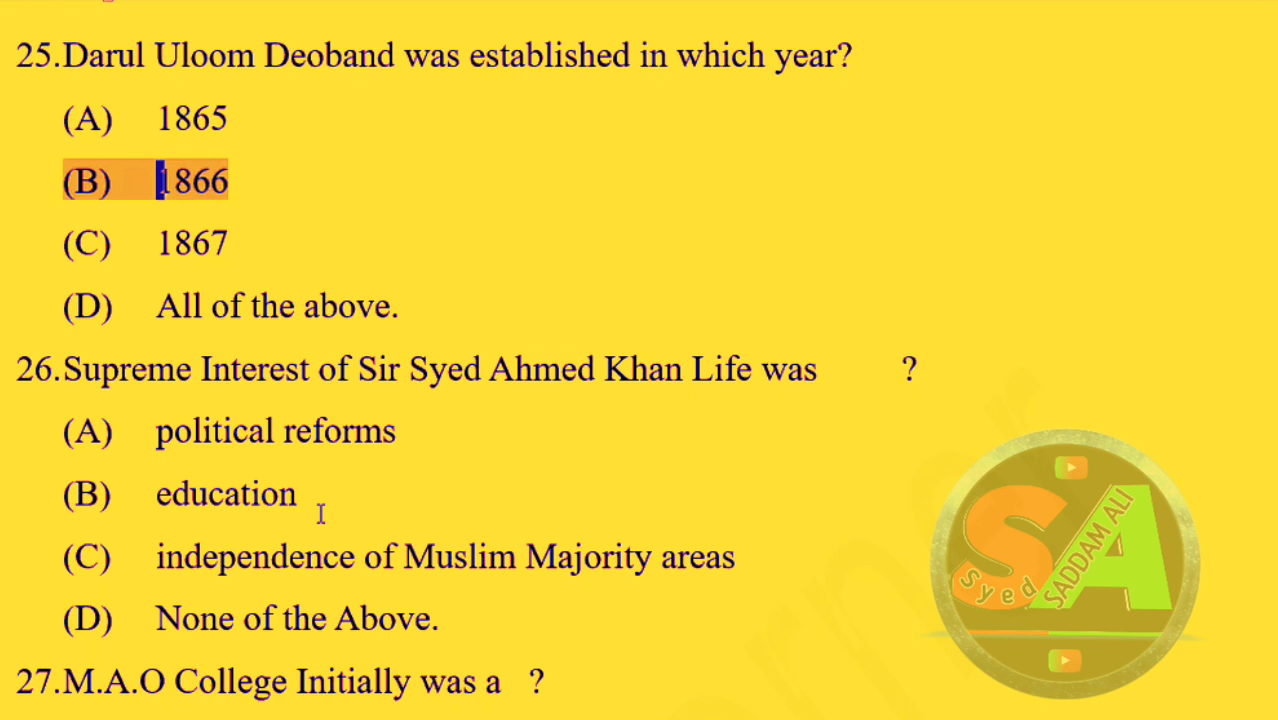 25.Darul Uloom Deoband was established in which year?
(A) 1865
(B) 1866
(C) 1867
(D) All of the above.
26.Supreme Interest of Sir Syed Ahmed Khan Life was ?
(A) political reforms
(B) education
(C) independence of Muslim Majority areas
(D) None of the Above.
27.M.A.O College Initially was a ?
SA
Syed
SADDAM ALI